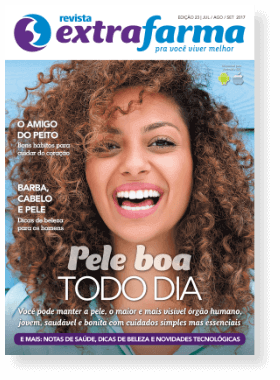 revista
EDIÇÃO 23 | JUL / AGO / SET 2017
extrafarma
pra você viver melhor
O AMIGO
DO PEITO
Bons hábitos para
cuidar do coração
BARBA,
CABELO
E PELE
Dicas de beleza
para os homens
Pele boa
TODO DIA
Você pode manter a pele, o maior e mais visível órgão humano,
jovem, saudável e bonita com cuidados simples mas essenciais
E MAIS: NOTAS DE SAÚDE, DICAS DE BELEZA E NOVIDADES TECNOLÓGICAS